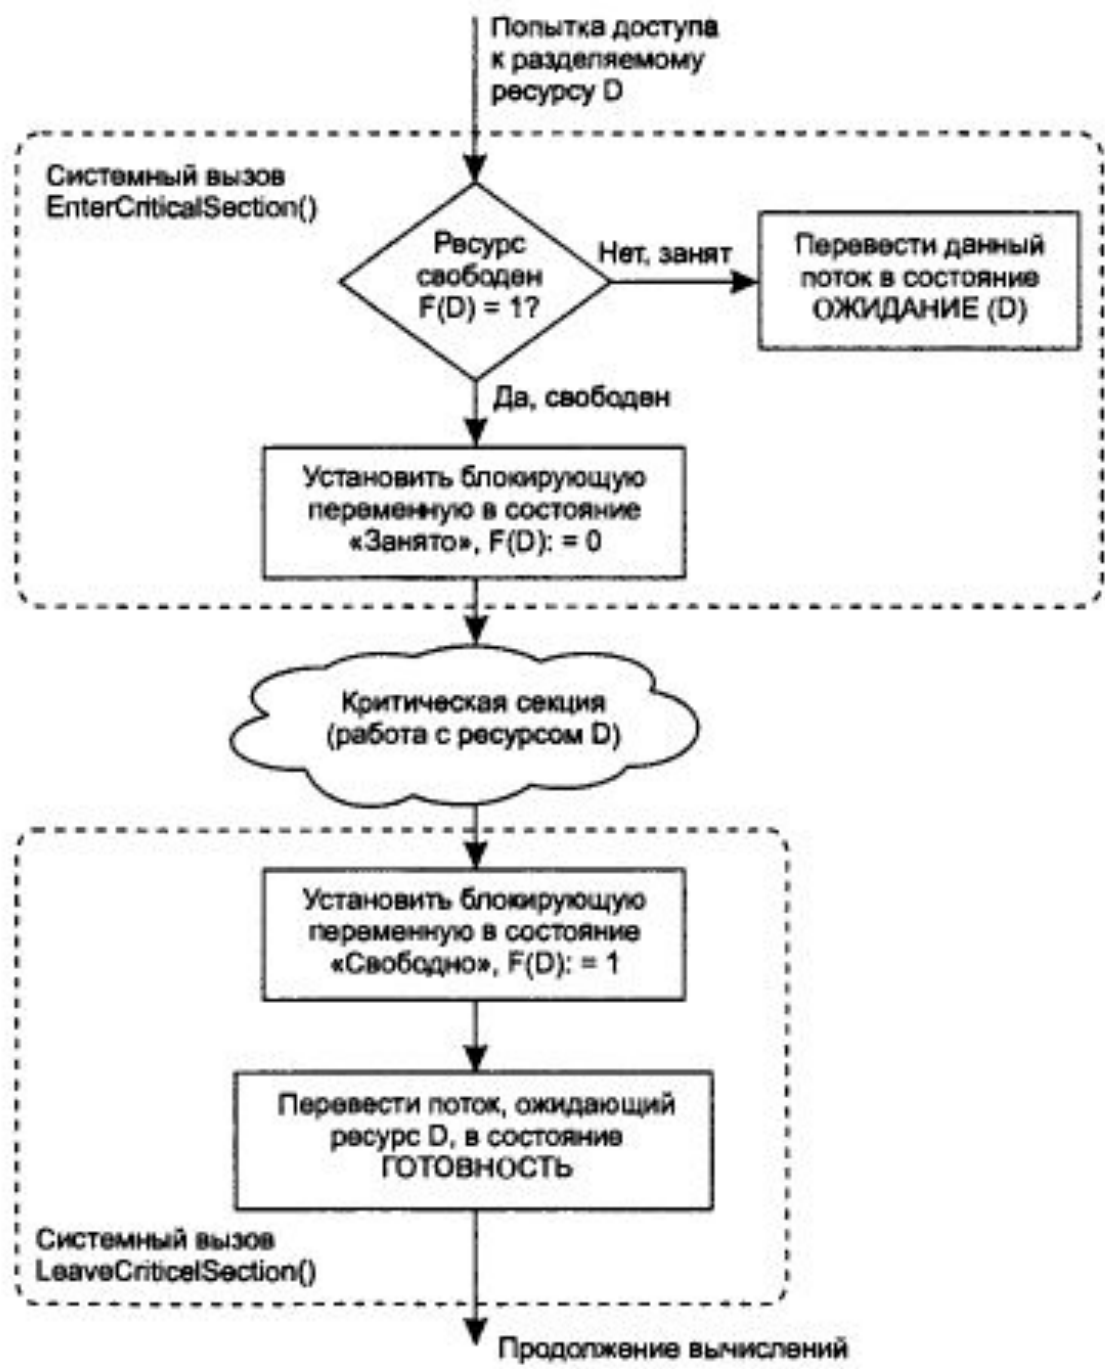 Попытка доступа
к разделяемому
ресурсу D
Системный вызов
EnterCriticalSection()
Ресурс
свободен
F(D) = 1?
Нет, занят
Перевести данный
поток в состояние
ОЖИДАНИЕ (D)
Да, свободен
Установить блокирующую
переменную в состояние
«Занято», F(D): = 0
Критическая секция
(работа с ресурсом D)
Установить блокирующую
переменную в состояние
«Свободно», F(D): = 1
Перевести поток, ожидающий
ресурс D, в состояние
ГОТОВНОСТЬ
Системный вызов
LeaveCriticelSection()
Продолжение вычислений